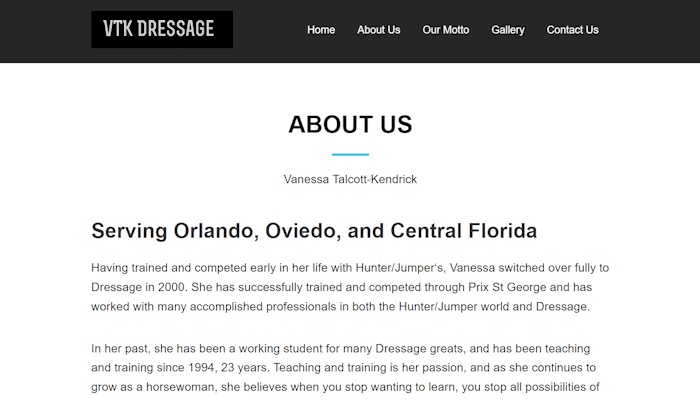 VTK DRESSAGE
Home About Us Our Motto Gallery Contact Us
ABOUT US
Vanessa Talcott-Kendrick
Serving Orlando, Oviedo, and Central Florida
Having trained and competed early in her life with Hunter/Jumper's, Vanessa switched over fully to
Dressage in 2000. She has successfully trained and competed through Prix St George and has
worked with many accomplished professionals in both the Hunter/Jumper world and Dressage.
In her past, she has been a working student for many Dressage greats, and has been teaching
and training since 1994, 23 years. Teaching and training is her passion, and as she continues to
grow as a horsewoman, she believes when you stop wanting to learn, you stop all possibilities of